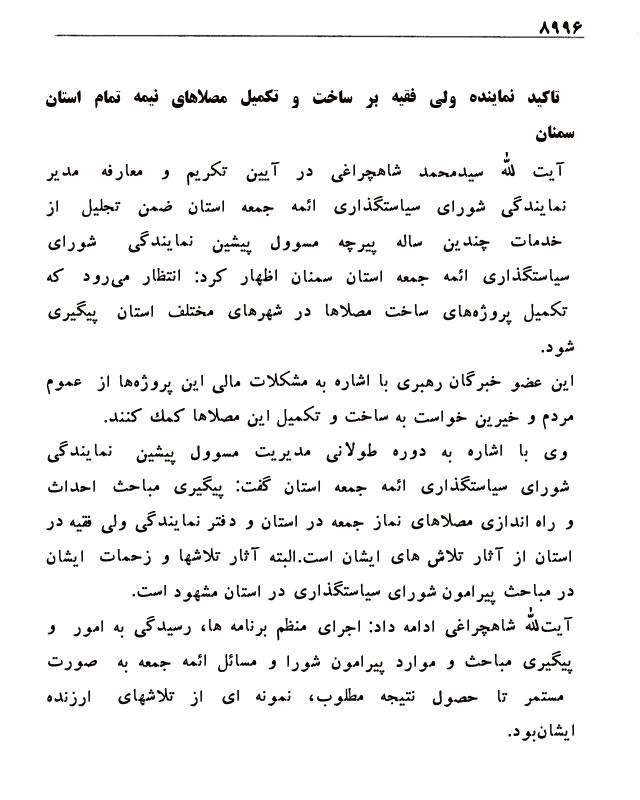 ۸۹۹۶
تاکید نماینده ولی فقیه بر ساخت و تکمیل مصلاهای نیمه تمام استان
سمنان
آیت الله سیدمحمد شاهچراغی در آیین تکریم و معارفه مدیر
نمایندگی شورای سیاستگذاری ائمه جمعه استان ضمن تجلیل از
خدمات چندین ساله پیرچه مسوول پیشین نمایندگی شورای
سیاستگذاری ائمه جمعه استان سمنان اظهار کرد: انتظار می‌رود که
تکمیل پروژه‌های ساخت مصلاها در شهرهای مختلف استان پیگیری
شود.
این عضو خبرگان رهبری با اشاره به مشکلات مالی این پروژه‌ها از عموم
مردم و خیرین خواست به ساخت و تکمیل این مصلاها کمك کنند.
وی با اشاره به دوره طولانی مدیریت مسوول پیشین نمایندگی
شورای سیاستگذاری ائمه جمعه استان گفت: پیگیری مباحث احداث
و راه اندازی مصلاهای نماز جمعه در استان و دفتر نمایندگی ولی فقیه در
استان از آثار تلاش های ایشان است.البته آثار تلاشها و زحمات ایشان
در مباحث پیرامون شورای سیاستگذاری در استان مشهود است.
آیت‌الله شاهچراغی ادامه داد: اجرای منظم برنامه ها، رسیدگی به امور و
پیگیری مباحث و موارد پیرامون شورا و مسائل ائمه جمعه به صورت
مستمر تا حصول نتیجه مطلوب، نمونه ای از تلاشهای ارزنده
ایشان‌بود.